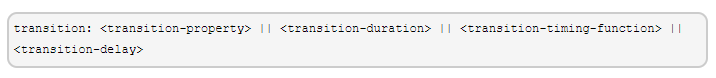 transition: <transition-property> || <transition-duration> || <transition-timing-function> ||
<transition-delay>